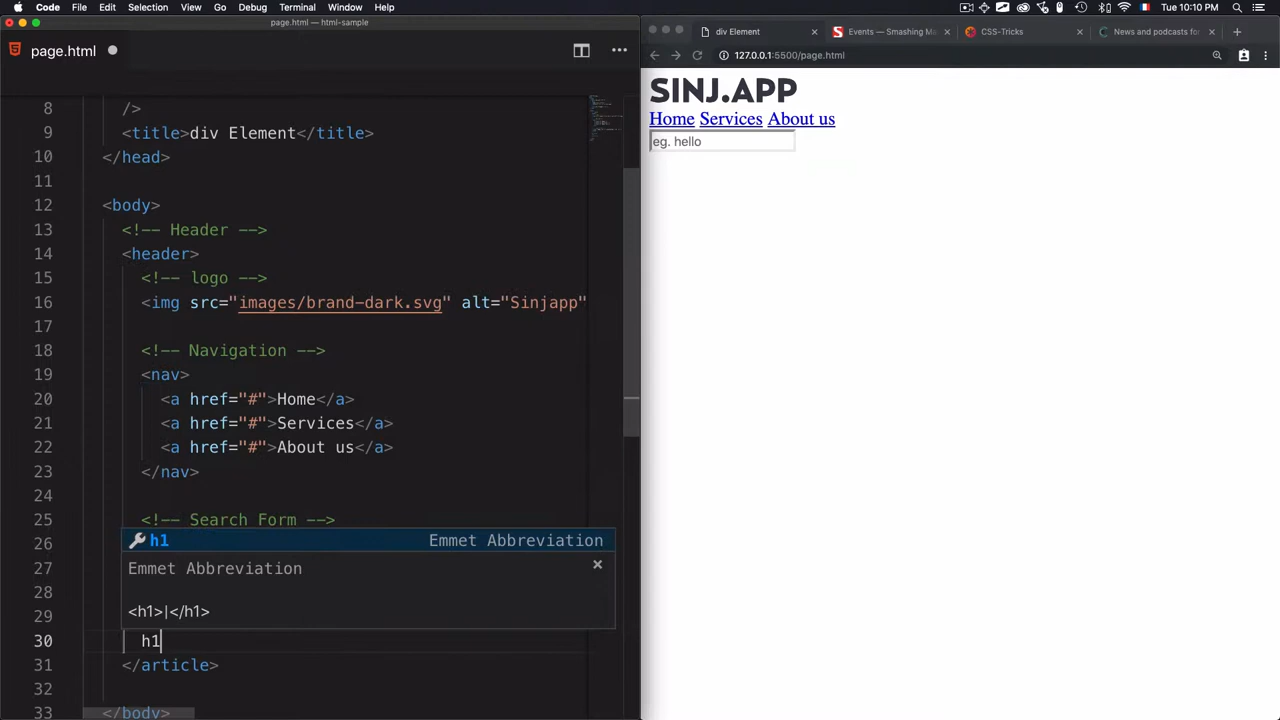 Code File Edit Selection View Go Debug Terminal Window Help
Tue 10:10 PM
page.html — html-sample
page.html
8 />
9 <title>div Element</title>
10 </head>
11
12 <body>
13 <!-- Header -->
14 <header>
15 <!-- logo -->
16 <img src="images/brand-dark.svg" alt="Sinjapp"
17
18 <!-- Navigation -->
19 <nav>
20 <a href="#">Home</a>
21 <a href="#">Services</a>
22 <a href="#">About us</a>
23 </nav>
24
25 <!-- Search Form -->
26
27
28
29
30 h1
31 </article>
32
33 </body>
h1 Emmet Abbreviation
Emmet Abbreviation
<h1>|</h1>
div Element
Events — Smashing Ma
CSS-Tricks
News and podcasts for
127.0.0.1:5500/page.html
SINJ.APP
Home Services About us
eg. hello